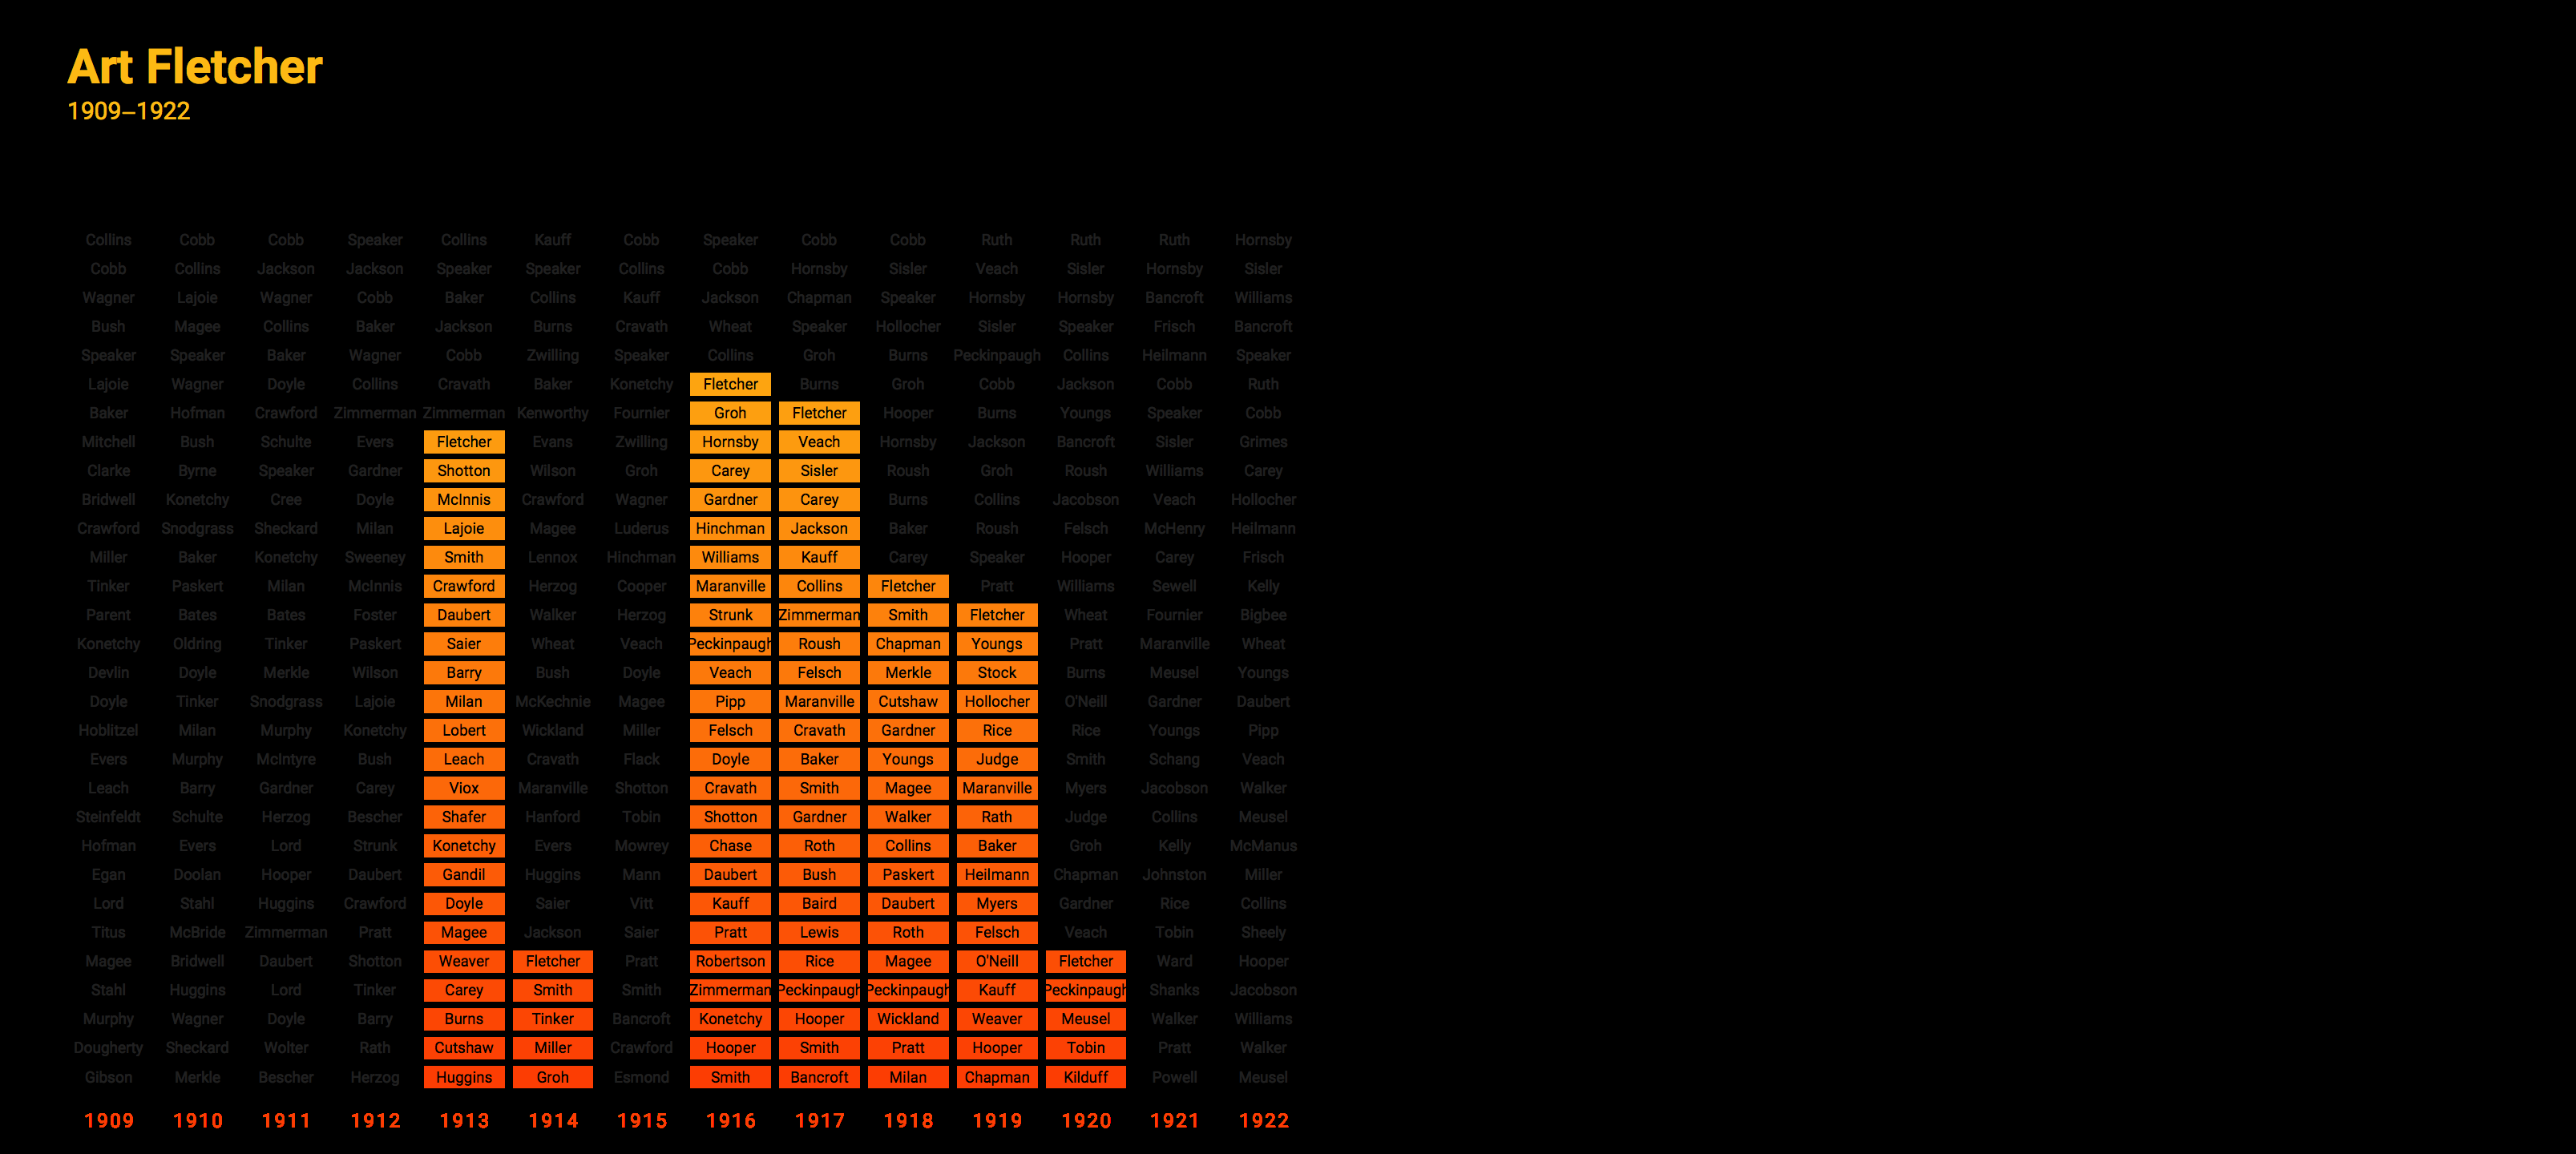 Art Fletcher
1909–1922
Collins Cobb Cobb Speaker Collins Kauff Cobb Speaker Cobb Cobb Ruth Ruth Ruth Hornsby
Cobb Collins Jackson Jackson Speaker Speaker Collins Cobb Hornsby Sisler Veach Sisler Hornsby Sisler
Wagner Lajoie Wagner Cobb Baker Collins Kauff Jackson Chapman Speaker Hornsby Hornsby Bancroft Williams
Bush Magee Collins Baker Jackson Burns Cravath Wheat Speaker Hollocher Sisler Speaker Frisch Bancroft
Speaker Speaker Baker Wagner Cobb Zwilling Speaker Collins Groh Burns Peckinpaugh Collins Heilmann Speaker
Lajoie Wagner Doyle Collins Cravath Baker Konetchy Fletcher Burns Groh Cobb Jackson Cobb Ruth
Baker Hofman Crawford Zimmerman Zimmerman Kenworthy Fournier Groh Fletcher Hooper Burns Youngs Speaker Cobb
Mitchell Bush Schulte Evers Fletcher Evans Zwilling Hornsby Veach Hornsby Jackson Bancroft Sisler Grimes
Clarke Byrne Speaker Gardner Shotton Wilson Groh Carey Sisler Roush Groh Roush Williams Carey
Bridwell Konetchy Cree Doyle McInnis Crawford Wagner Gardner Carey Burns Collins Jacobson Veach Hollocher
Crawford Snodgrass Sheckard Milan Lajoie Magee Luderus Hinchman Jackson Baker Roush Felsch McHenry Heilmann
Miller Baker Konetchy Sweeney Smith Lennox Hinchman Williams Kauff Carey Speaker Hooper Carey Frisch
Tinker Paskert Milan McInnis Crawford Herzog Cooper Maranville Collins Fletcher Pratt Williams Sewell Kelly
Parent Bates Bates Foster Daubert Walker Herzog Strunk Zimmerman Smith Fletcher Wheat Fournier Bigbee
Konetchy Oldring Tinker Paskert Saier Wheat Veach Peckinpaugh Roush Chapman Youngs Pratt Maranville Wheat
Devlin Doyle Merkle Wilson Barry Bush Doyle Veach Felsch Merkle Stock Burns Meusel Youngs
Doyle Tinker Snodgrass Lajoie Milan McKechnie Magee Pipp Maranville Cutshaw Hollocher O'Neill Gardner Daubert
Hoblitzel Milan Murphy Konetchy Lobert Wickland Miller Felsch Cravath Gardner Rice Rice Youngs Pipp
Evers Murphy McIntyre Bush Leach Cravath Flack Doyle Baker Youngs Judge Smith Schang Veach
Leach Barry Gardner Carey Viox Maranville Shotton Cravath Smith Magee Maranville Myers Jacobson Walker
Steinfeldt Schulte Herzog Bescher Shafer Hanford Tobin Shotton Gardner Walker Rath Judge Collins Meusel
Hofman Evers Lord Strunk Konetchy Evers Mowrey Chase Roth Collins Baker Groh Kelly McManus
Egan Doolan Hooper Daubert Gandil Huggins Mann Daubert Bush Paskert Heilmann Chapman Johnston Miller
Lord Stahl Huggins Crawford Doyle Saier Vitt Kauff Baird Daubert Myers Gardner Rice Collins
Titus McBride Zimmerman Pratt Magee Jackson Saier Pratt Lewis Roth Felsch Veach Tobin Sheely
Magee Bridwell Daubert Shotton Weaver Fletcher Pratt Robertson Rice Magee O'Neill Fletcher Ward Hooper
Stahl Huggins Lord Tinker Carey Smith Smith Zimmerman Peckinpaugh Peckinpaugh Kauff Peckinpaugh Shanks Jacobson
Murphy Wagner Doyle Barry Burns Tinker Bancroft Konetchy Hooper Wickland Weaver Meusel Walker Williams
Dougherty Sheckard Wolter Rath Cutshaw Miller Crawford Hooper Smith Pratt Hooper Tobin Pratt Walker
Gibson Merkle Bescher Herzog Huggins Groh Esmond Smith Bancroft Milan Chapman Kilduff Powell Meusel
1909 1910 1911 1912 1913 1914 1915 1916 1917 1918 1919 1920 1921 1922